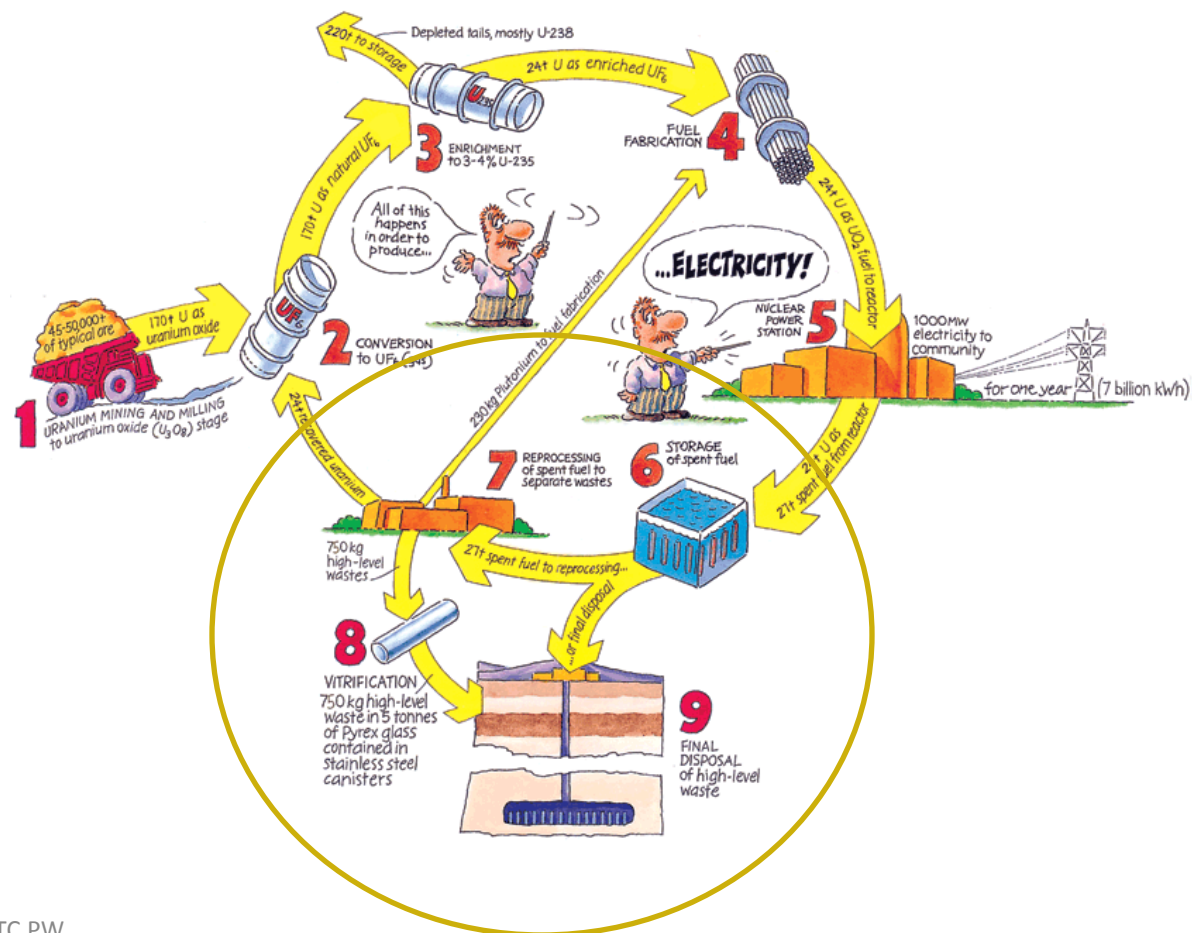 220t to storage
Depleted tails, mostly U-238
24t U as enriched UF₆
U235
3
ENRICHMENT
to 3-4% U-235
FUEL
FABRICATION
4
170t U as natural UF₆
All of this
happens
in order to
produce...
24t U as UO₂ fuel to reactor
...ELECTRICITY!
230 kg Plutonium to fuel fabrication
45-50,000t
of typical ore
170t U as
uranium oxide
UF₆
2
CONVERSION
to UF₆ (gas)
NUCLEAR
POWER
STATION
5
1000MW
electricity to
community
for one year
(7 billion kWh)
1
URANIUM MINING AND MILLING
to uranium oxide (U₃O₈) stage
24t recovered uranium
24t U as
27t spent fuel from reactor
7
REPROCESSING
of spent fuel to
separate wastes
6
STORAGE
of spent fuel
750 kg
high-level
wastes
27t spent fuel to reprocessing...
...or final disposal
8
VITRIFICATION
750 kg high-level
waste in 5 tonnes
of Pyrex glass
contained in
stainless steel
canisters
9
FINAL
DISPOSAL
of high-level
waste
TC PW